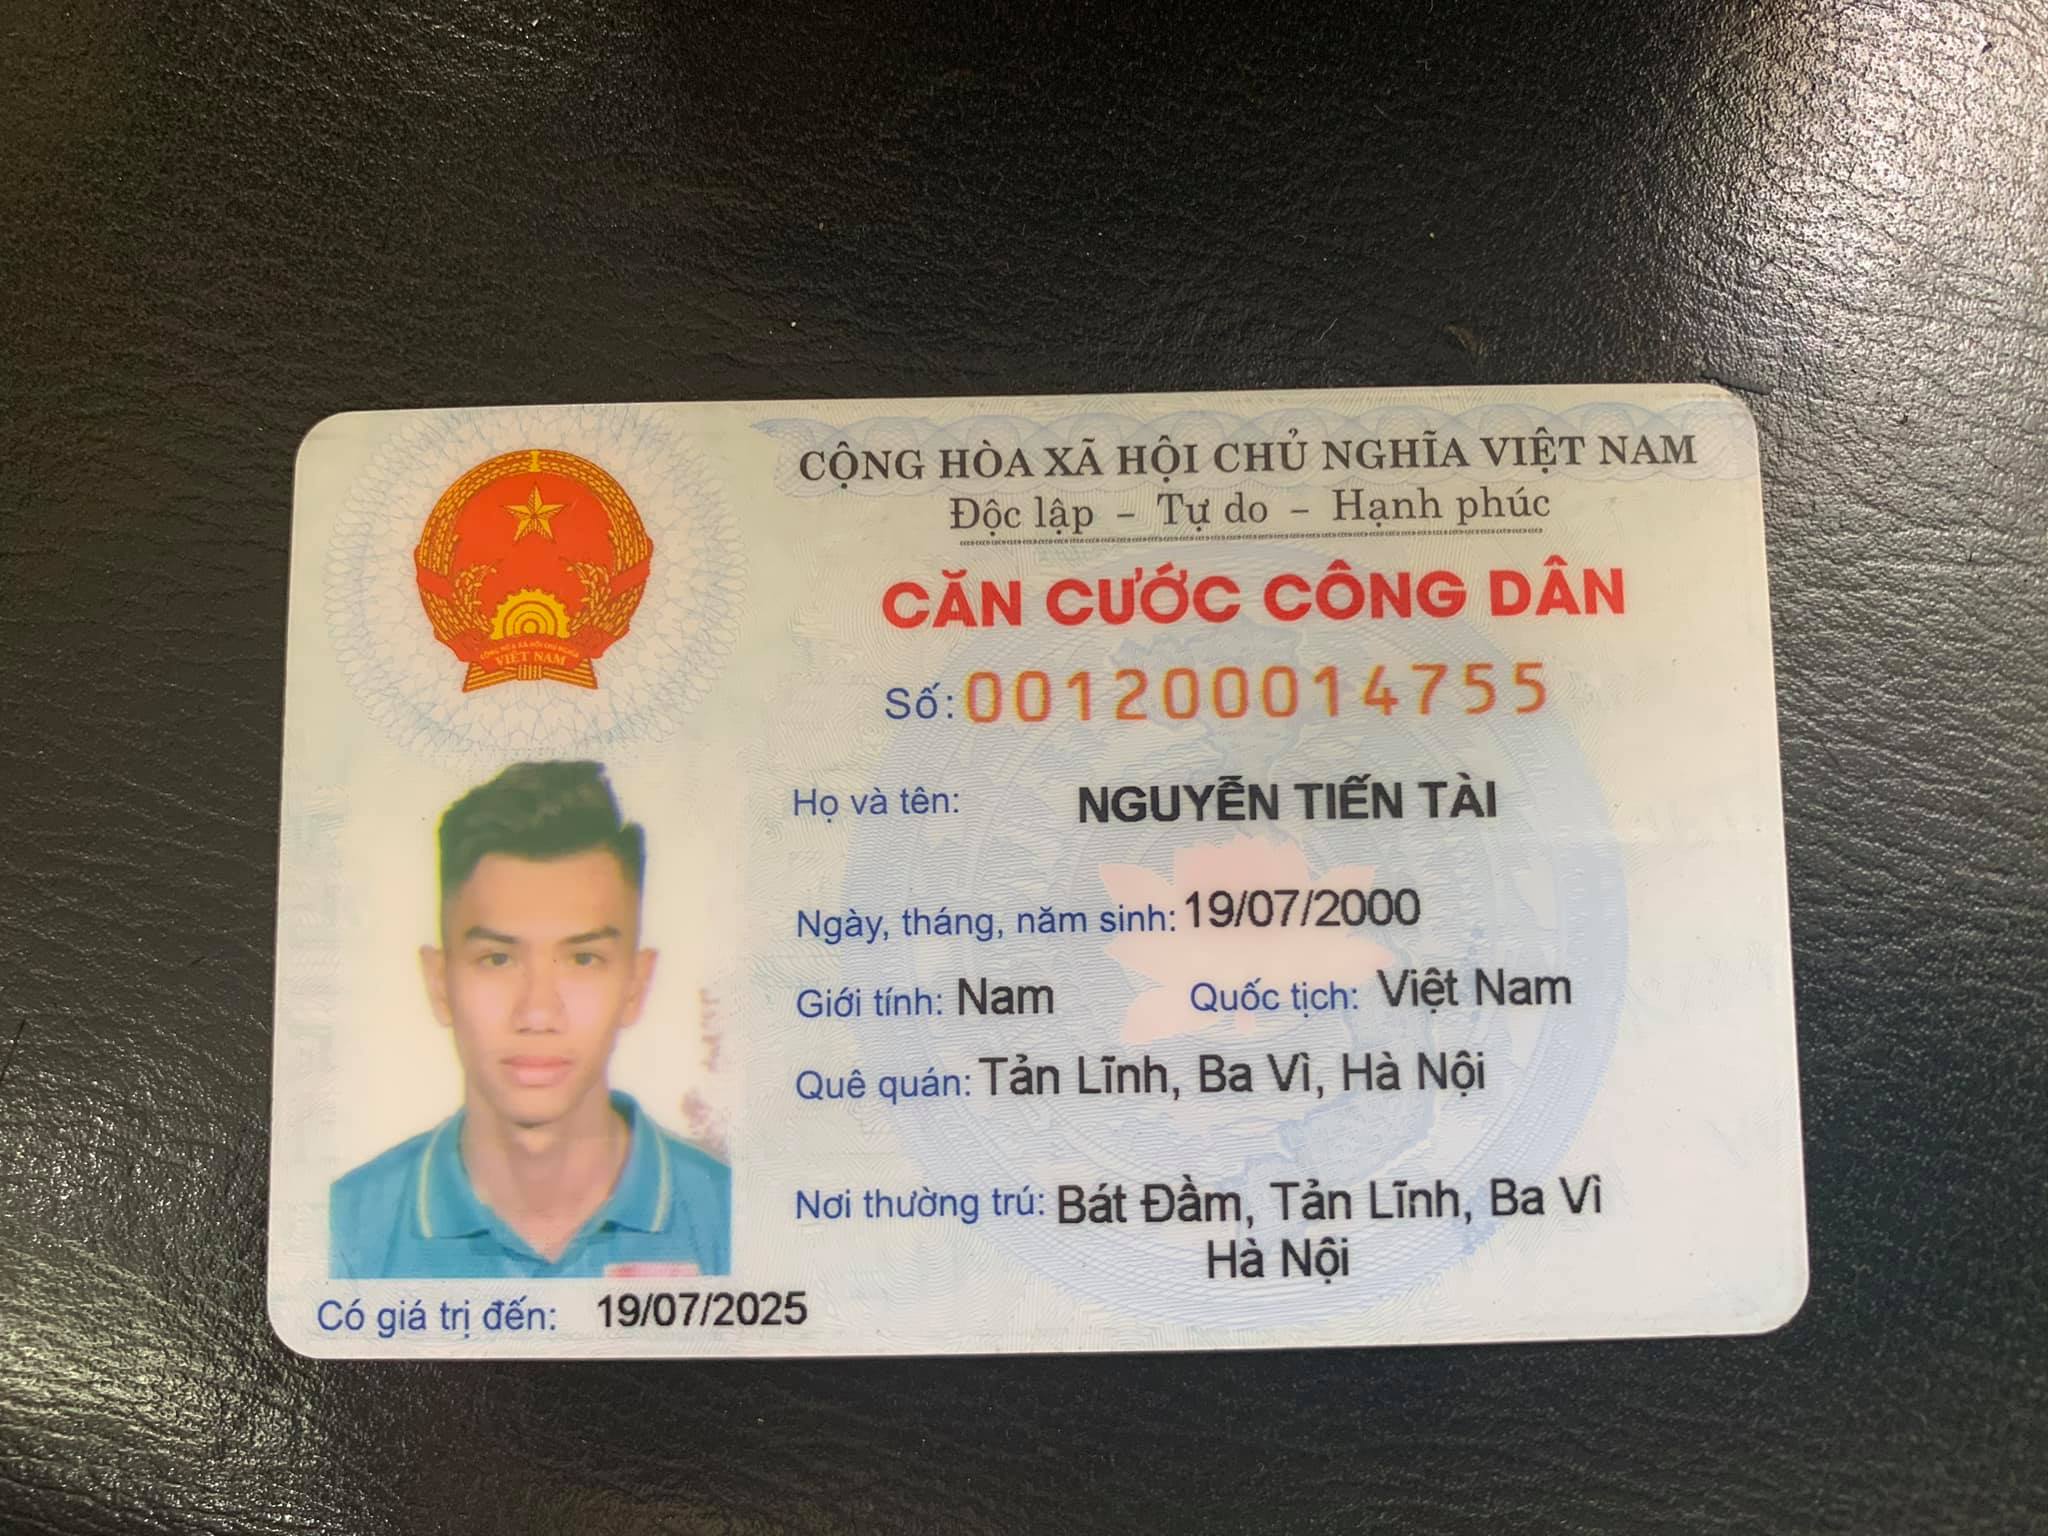 CỘNG HÒA XÃ HỘI CHỦ NGHĨA VIỆT NAM
Độc lập – Tự do – Hạnh phúc
CĂN CƯỚC CÔNG DÂN
Số: 001200014755
Họ và tên: NGUYỄN TIẾN TÀI
Ngày, tháng, năm sinh: 19/07/2000
Giới tính: Nam Quốc tịch: Việt Nam
Quê quán: Tản Lĩnh, Ba Vì, Hà Nội
Nơi thường trú: Bát Đầm, Tản Lĩnh, Ba Vì
Hà Nội
Có giá trị đến: 19/07/2025
CỘNG HÒA XÃ HỘI CHỦ NGHĨA
VIỆT NAM